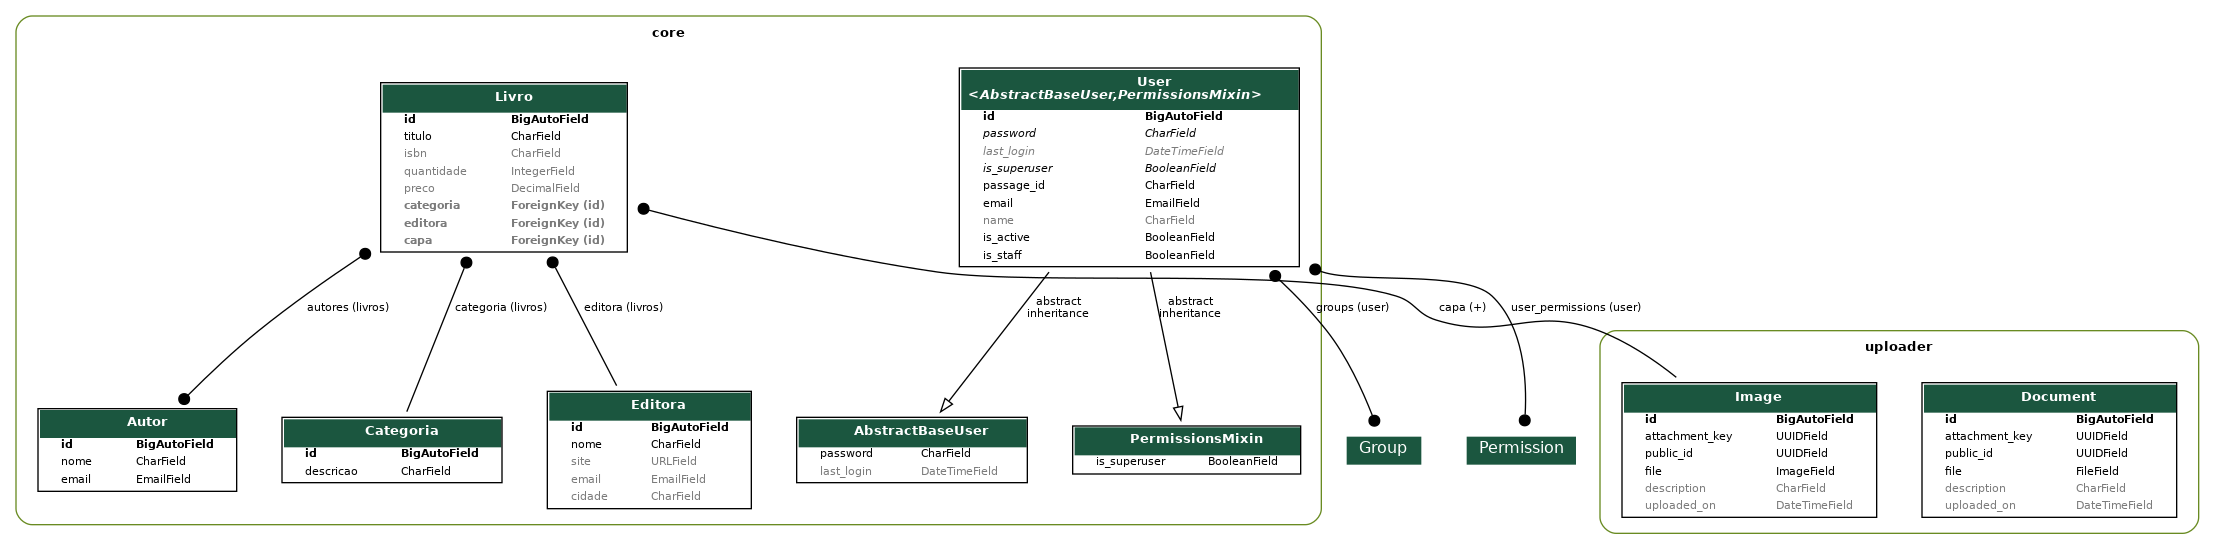 core
Livro
id BigAutoField
titulo CharField
isbn CharField
quantidade IntegerField
preco DecimalField
categoria ForeignKey (id)
editora ForeignKey (id)
capa ForeignKey (id)
User
<AbstractBaseUser,PermissionsMixin>
id BigAutoField
password CharField
last_login DateTimeField
is_superuser BooleanField
passage_id CharField
email EmailField
name CharField
is_active BooleanField
is_staff BooleanField
autores (livros)
categoria (livros)
editora (livros)
abstract
inheritance
abstract
inheritance
groups (user)
capa (+)
user_permissions (user)
Autor
id BigAutoField
nome CharField
email EmailField
Categoria
id BigAutoField
descricao CharField
Editora
id BigAutoField
nome CharField
site URLField
email EmailField
cidade CharField
AbstractBaseUser
password CharField
last_login DateTimeField
PermissionsMixin
is_superuser BooleanField
Group
Permission
uploader
Image
id BigAutoField
attachment_key UUIDField
public_id UUIDField
file ImageField
description CharField
uploaded_on DateTimeField
Document
id BigAutoField
attachment_key UUIDField
public_id UUIDField
file FileField
description CharField
uploaded_on DateTimeField